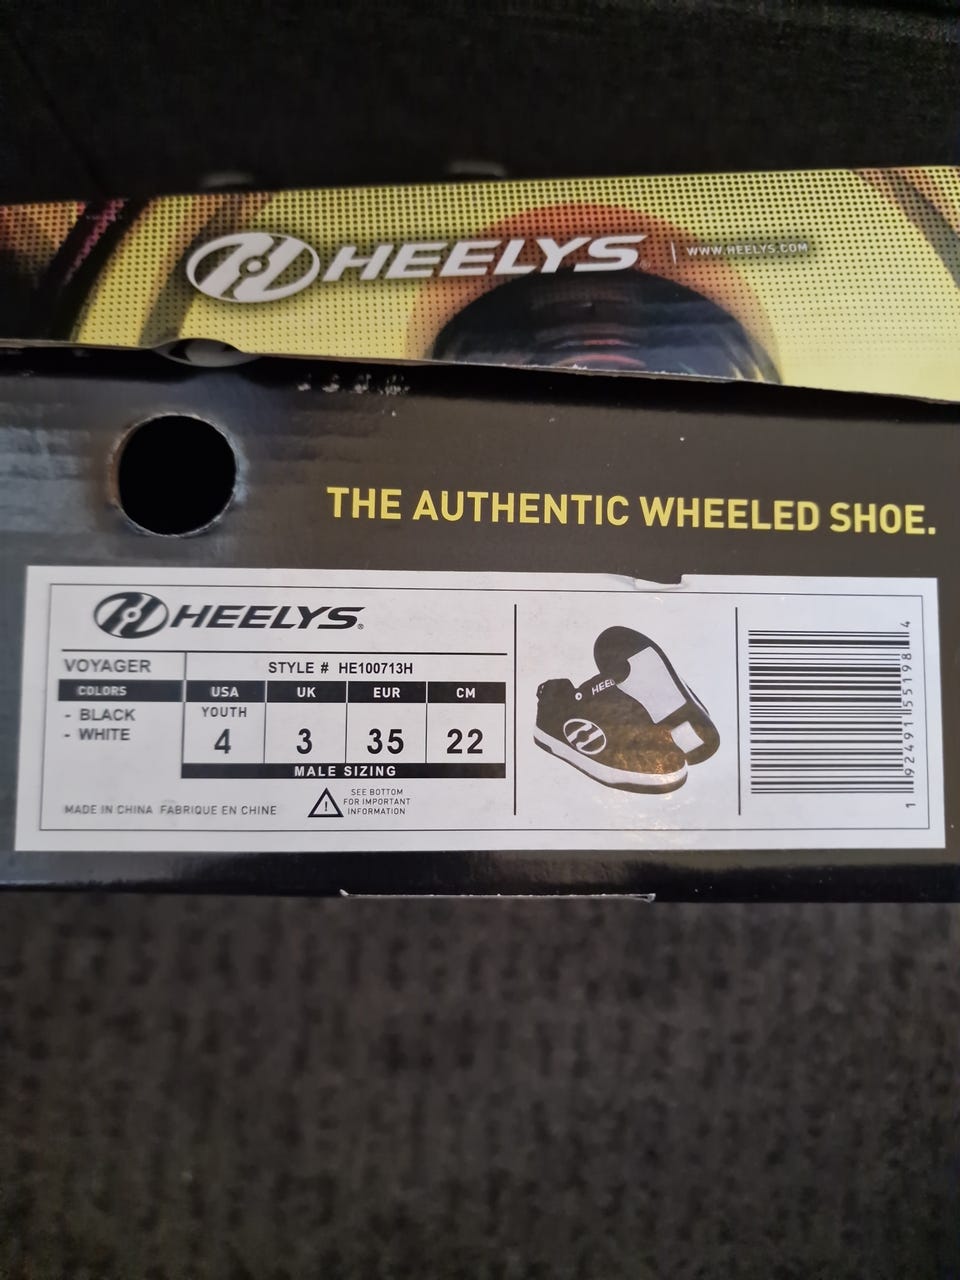 HEELYS® | WWW.HEELYS.COM
THE AUTHENTIC WHEELED SHOE.
HEELYS®
VOYAGER
STYLE # HE100713H
COLORS
USA UK EUR CM
- BLACK
- WHITE
YOUTH
4 3 35 22
MALE SIZING
MADE IN CHINA FABRIQUE EN CHINE
SEE BOTTOM
FOR IMPORTANT
INFORMATION
HEEL
1 92491 55198 4